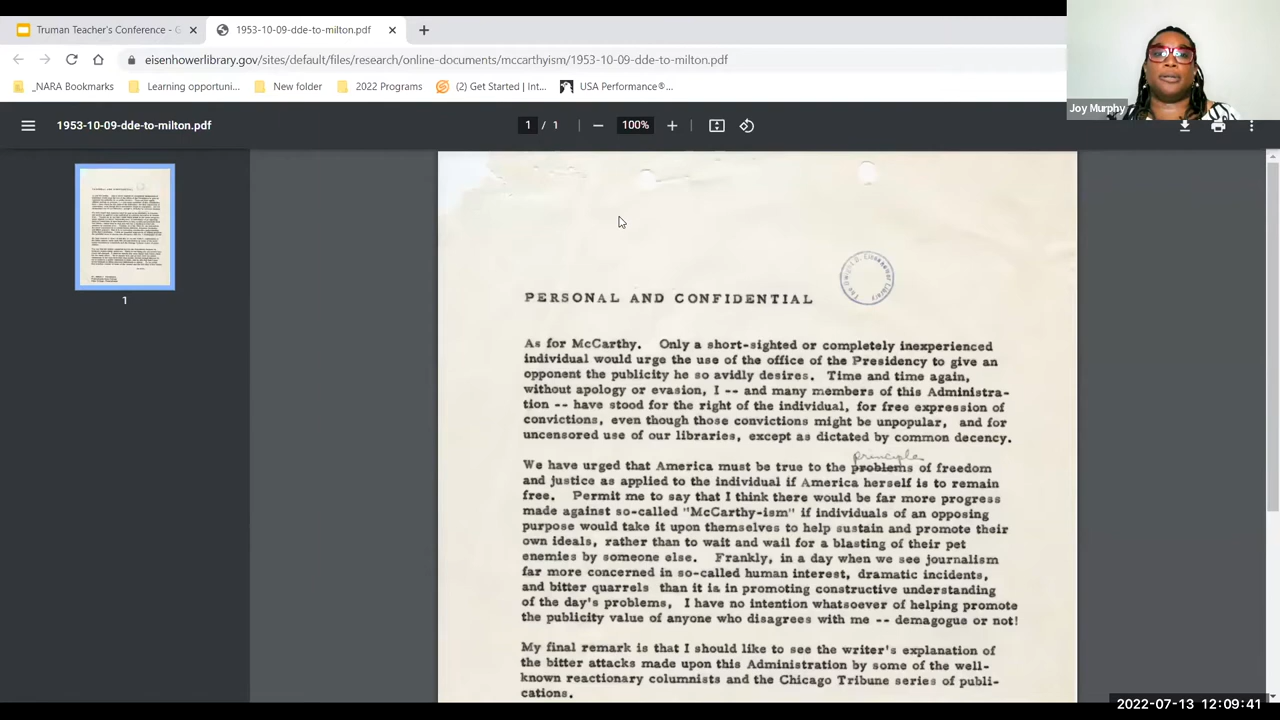 Truman Teacher's Conference - G
1953-10-09-dde-to-milton.pdf
eisenhowerlibrary.gov/sites/default/files/research/online-documents/mccarthyism/1953-10-09-dde-to-milton.pdf
_NARA Bookmarks
Learning opportuni...
New folder
2022 Programs
(2) Get Started | Int...
USA Performance®...
Joy Murphy
1953-10-09-dde-to-milton.pdf
1 / 1
100%
1
The Dwight D. Eisenhower Library
PERSONAL AND CONFIDENTIAL
As for McCarthy. Only a short-sighted or completely inexperienced
individual would urge the use of the office of the Presidency to give an
opponent the publicity he so avidly desires. Time and time again,
without apology or evasion, I -- and many members of this Administra-
tion -- have stood for the right of the individual, for free expression of
convictions, even though those convictions might be unpopular, and for
uncensored use of our libraries, except as dictated by common decency.
principle
We have urged that America must be true to the problems of freedom
and justice as applied to the individual if America herself is to remain
free. Permit me to say that I think there would be far more progress
made against so-called "McCarthy-ism" if individuals of an opposing
purpose would take it upon themselves to help sustain and promote their
own ideals, rather than to wait and wail for a blasting of their pet
enemies by someone else. Frankly, in a day when we see journalism
far more concerned in so-called human interest, dramatic incidents,
and bitter quarrels than it is in promoting constructive understanding
of the day's problems, I have no intention whatsoever of helping promote
the publicity value of anyone who disagrees with me -- demagogue or not!
My final remark is that I should like to see the writer's explanation of
the bitter attacks made upon this Administration by some of the well-
known reactionary columnists and the Chicago Tribune series of publi-
cations.
2022-07-13 12:09:41